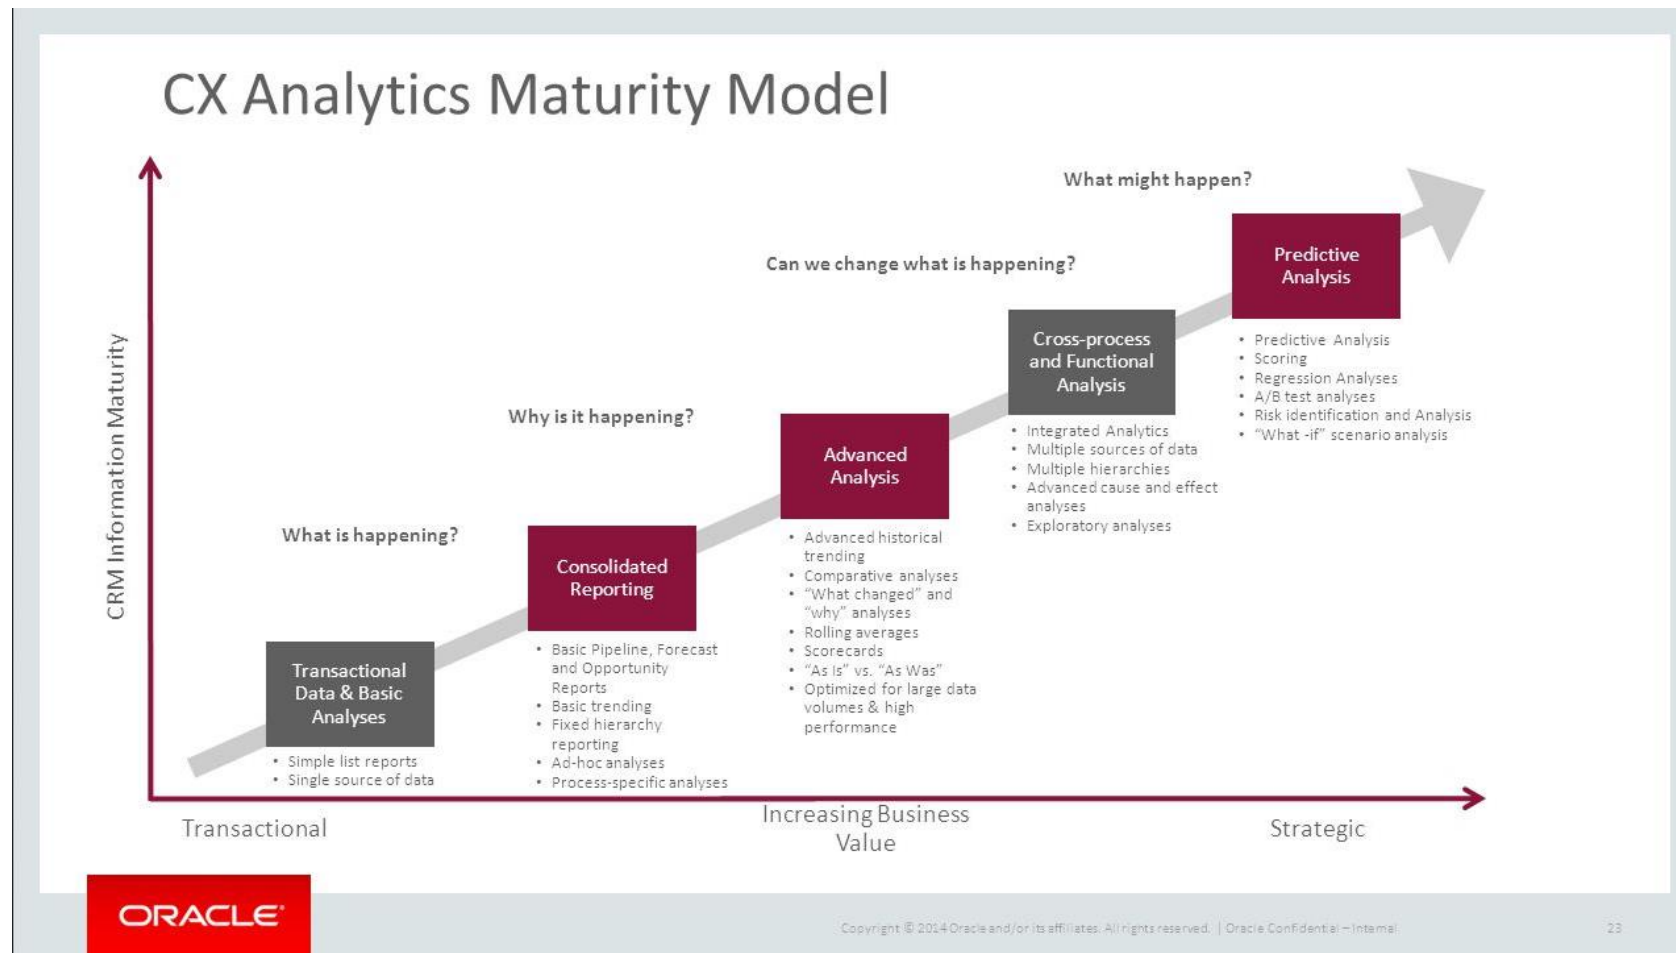 CX Analytics Maturity Model
CRM Information Maturity
What is happening?
Why is it happening?
Can we change what is happening?
What might happen?
Transactional
Data & Basic
Analyses
• Simple list reports
• Single source of data
Consolidated
Reporting
• Basic Pipeline, Forecast
and Opportunity
Reports
• Basic trending
• Fixed hierarchy
reporting
• Ad-hoc analyses
• Process-specific analyses
Advanced
Analysis
• Advanced historical
trending
• Comparative analyses
• “What changed” and
“why” analyses
• Rolling averages
• Scorecards
• “As Is” vs. “As Was”
• Optimized for large data
volumes & high
performance
Cross-process
and Functional
Analysis
• Integrated Analytics
• Multiple sources of data
• Multiple hierarchies
• Advanced cause and effect
analyses
• Exploratory analyses
Predictive
Analysis
• Predictive Analysis
• Scoring
• Regression Analyses
• A/B test analyses
• Risk identification and Analysis
• “What -if” scenario analysis
Transactional
Increasing Business
Value
Strategic
ORACLE®
Copyright © 2014 Oracle and/or its affiliates. All rights reserved. | Oracle Confidential – Internal
23